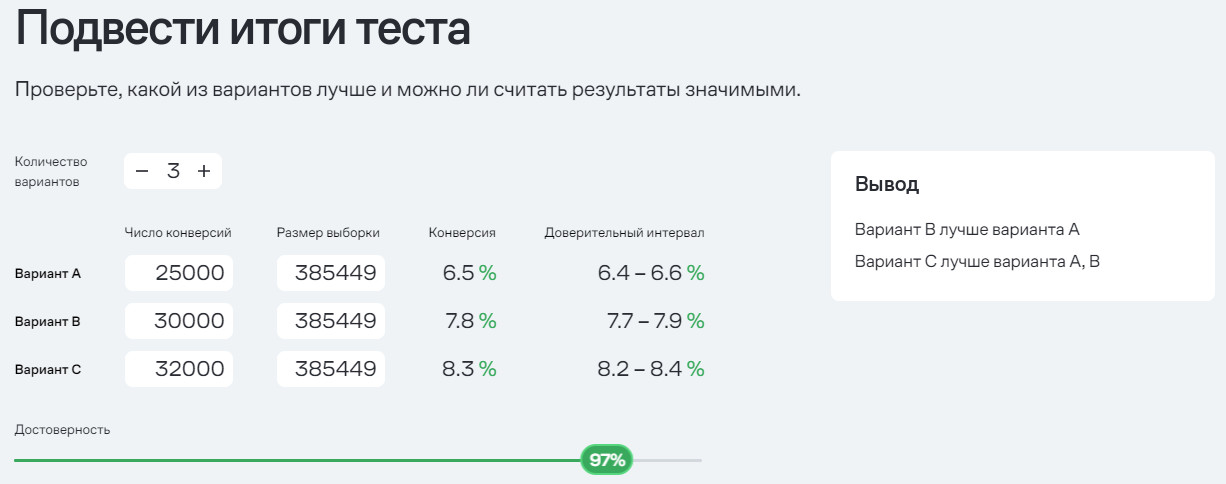 Подвести итоги теста
Проверьте, какой из вариантов лучше и можно ли считать результаты значимыми.
Количество
вариантов
− 3 +
Число конверсий Размер выборки Конверсия Доверительный интервал
Вариант A 25000 385449 6.5 % 6.4 – 6.6 %
Вариант B 30000 385449 7.8 % 7.7 – 7.9 %
Вариант C 32000 385449 8.3 % 8.2 – 8.4 %
Достоверность
97%
Вывод
Вариант B лучше варианта A
Вариант C лучше варианта A, B